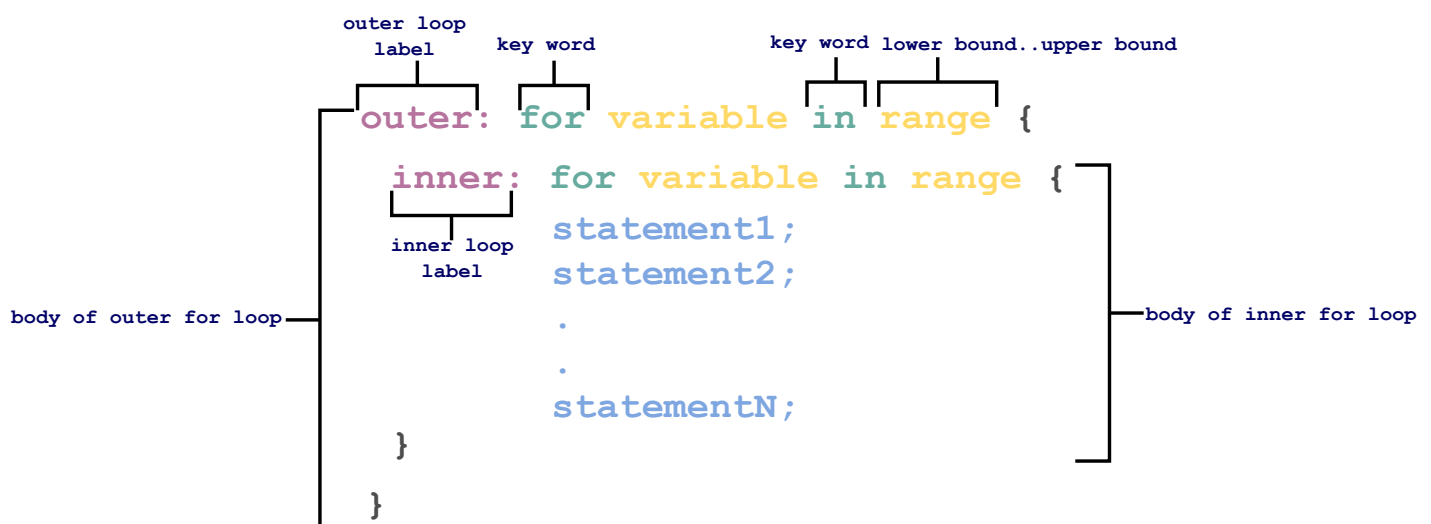 outer loop
label
key word
key word
lower bound..upper bound
outer: for variable in range {
inner: for variable in range {
inner loop
label
statement1;
statement2;
.
.
statementN;
body of outer for loop
body of inner for loop
}
}